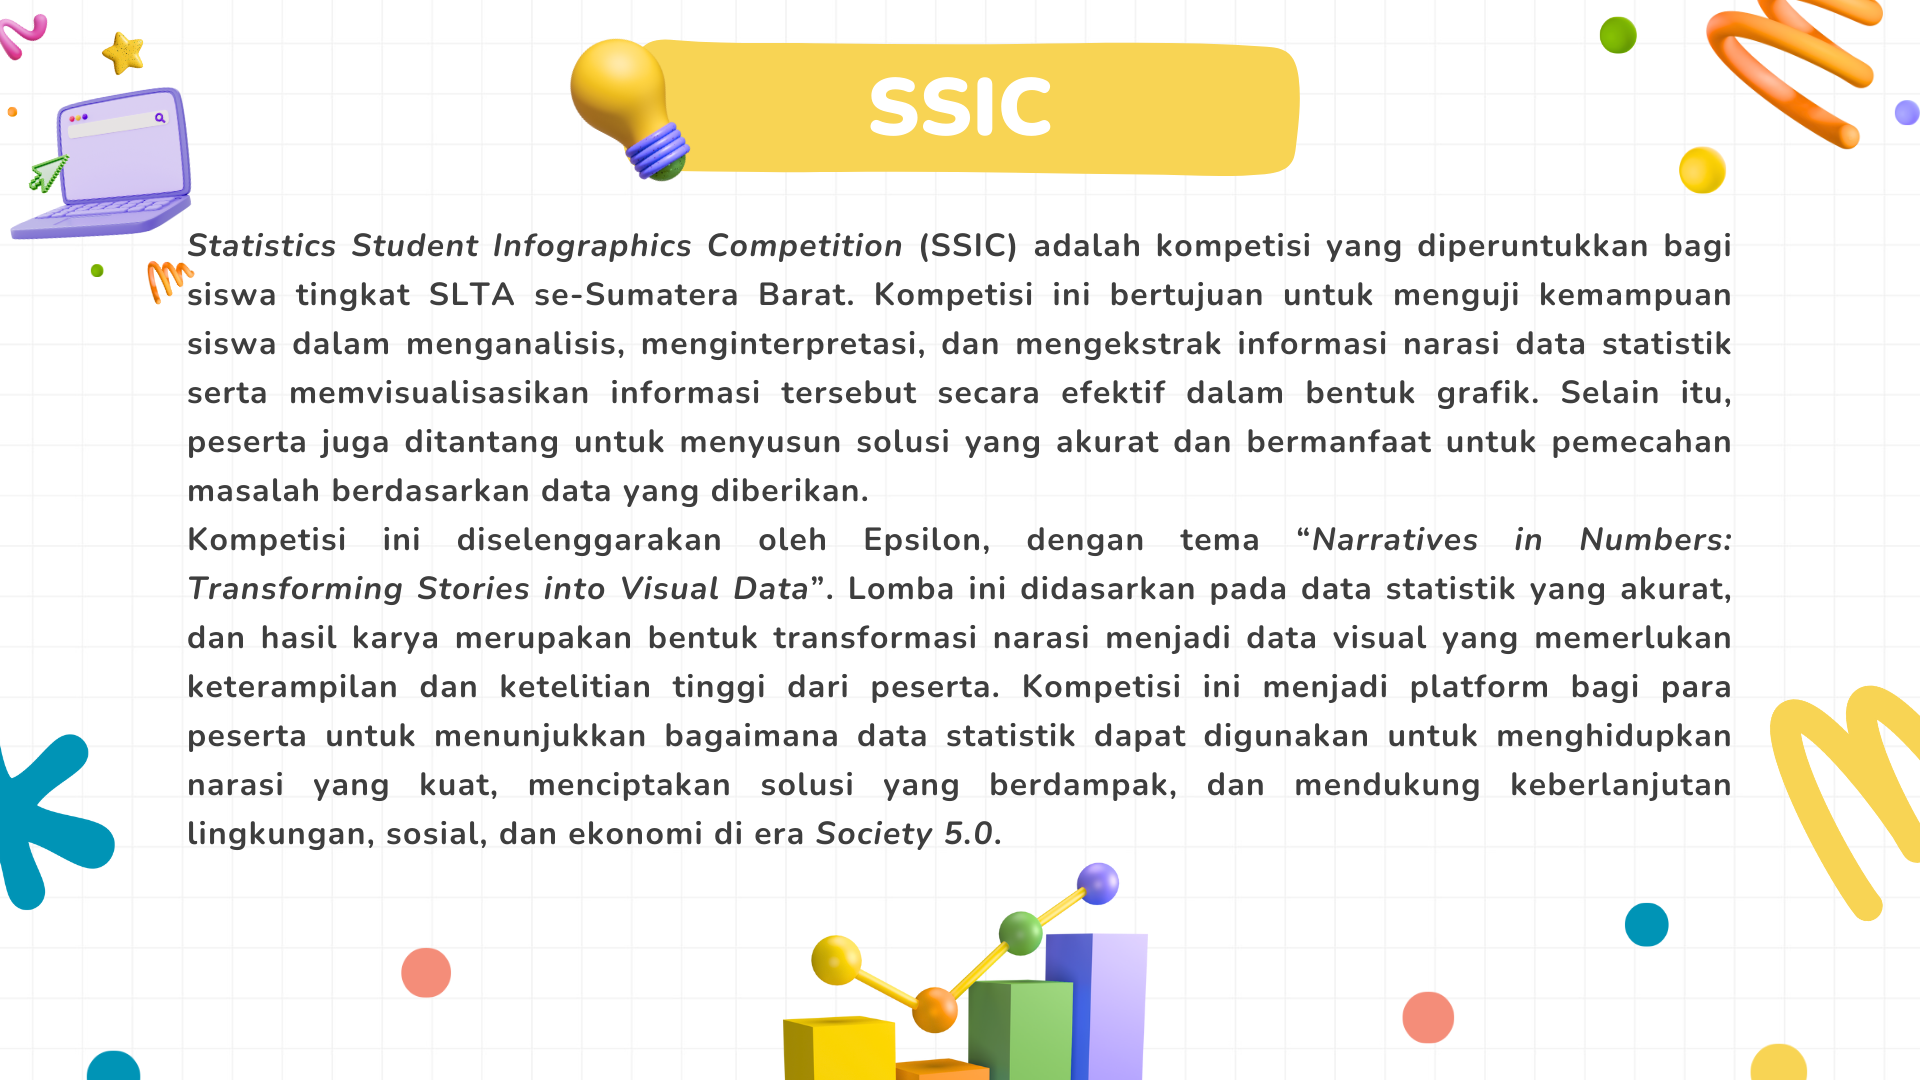 SSIC
Statistics Student Infographics Competition (SSIC) adalah kompetisi yang diperuntukkan bagi
siswa tingkat SLTA se-Sumatera Barat. Kompetisi ini bertujuan untuk menguji kemampuan
siswa dalam menganalisis, menginterpretasi, dan mengekstrak informasi narasi data statistik
serta memvisualisasikan informasi tersebut secara efektif dalam bentuk grafik. Selain itu,
peserta juga ditantang untuk menyusun solusi yang akurat dan bermanfaat untuk pemecahan
masalah berdasarkan data yang diberikan.
Kompetisi ini diselenggarakan oleh Epsilon, dengan tema “Narratives in Numbers:
Transforming Stories into Visual Data”. Lomba ini didasarkan pada data statistik yang akurat,
dan hasil karya merupakan bentuk transformasi narasi menjadi data visual yang memerlukan
keterampilan dan ketelitian tinggi dari peserta. Kompetisi ini menjadi platform bagi para
peserta untuk menunjukkan bagaimana data statistik dapat digunakan untuk menghidupkan
narasi yang kuat, menciptakan solusi yang berdampak, dan mendukung keberlanjutan
lingkungan, sosial, dan ekonomi di era Society 5.0.